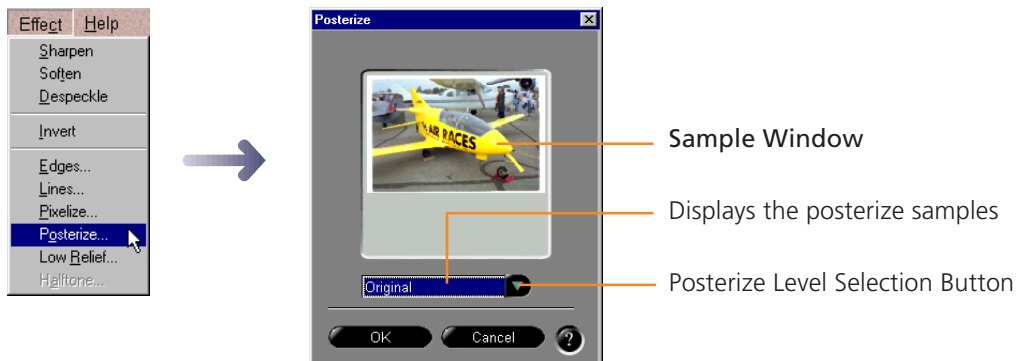 Effect Help
Sharpen
Soften
Despeckle
Invert
Edges...
Lines...
Pixelize...
Posterize...
Low Relief...
Halftone...
Posterize
AIR RACES
Original
OK Cancel ?
Sample Window
Displays the posterize samples
Posterize Level Selection Button